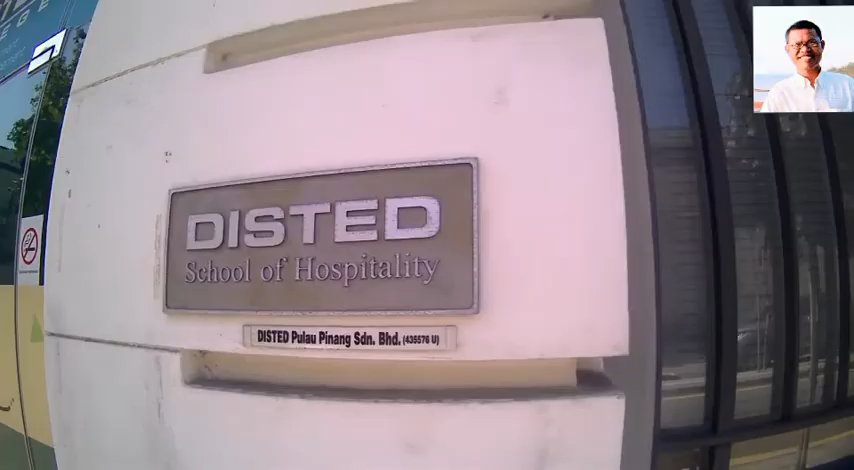 DISTED
School of Hospitality
DISTED Pulau Pinang Sdn. Bhd. (435576 U)